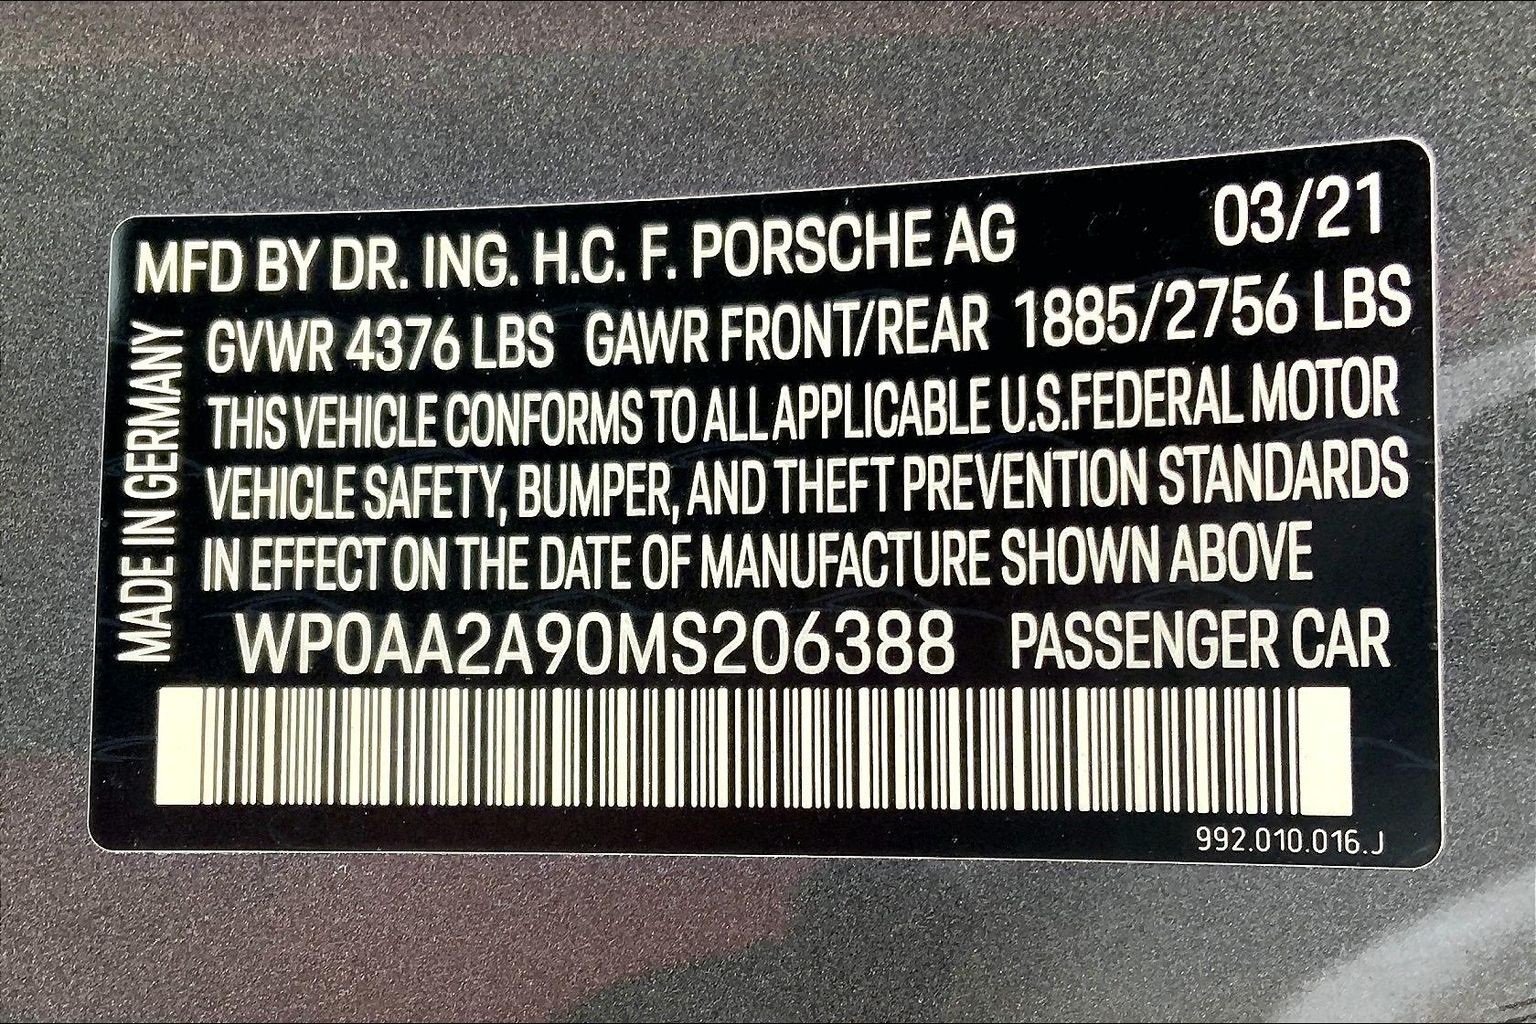 MFD BY DR. ING. H.C. F. PORSCHE AG 03/21
GVWR 4376 LBS GAWR FRONT/REAR 1885/2756 LBS
THIS VEHICLE CONFORMS TO ALL APPLICABLE U.S.FEDERAL MOTOR
VEHICLE SAFETY, BUMPER, AND THEFT PREVENTION STANDARDS
IN EFFECT ON THE DATE OF MANUFACTURE SHOWN ABOVE
WP0AA2A90MS206388 PASSENGER CAR
992.010.016.J
MADE IN GERMANY